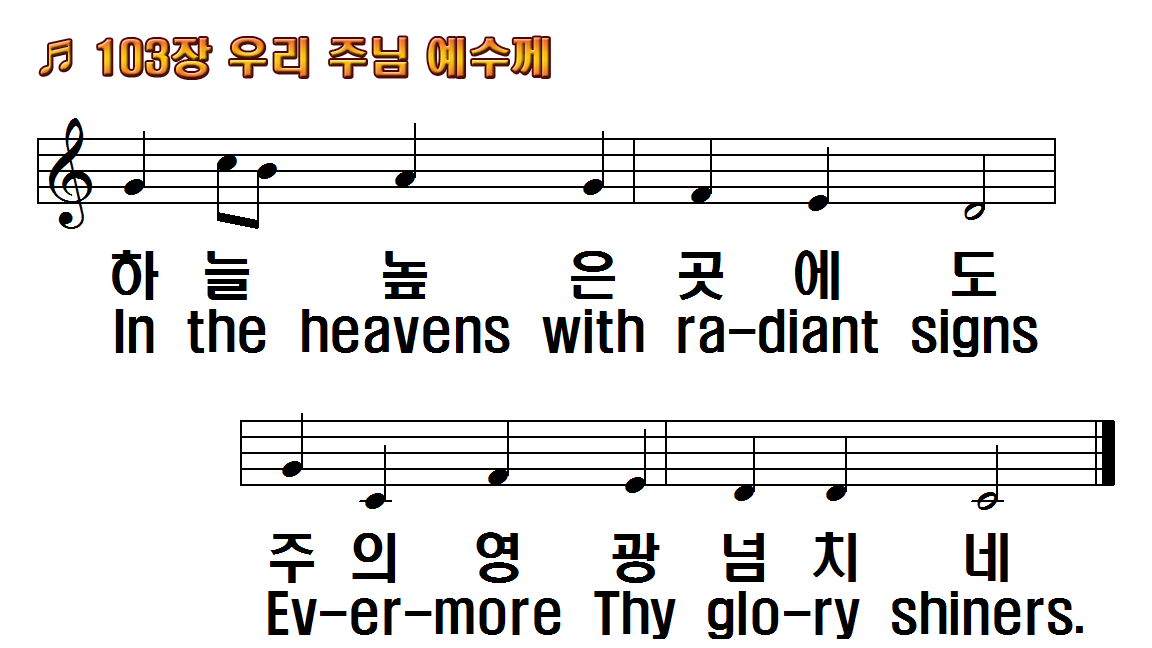 ♬ 103장 우리 주님 예수께
하 늘 높 은 곳 에 도
In the heavens with ra-diant signs
주 의 영 광 넘 치 네
Ev-er-more Thy glo-ry shiners.